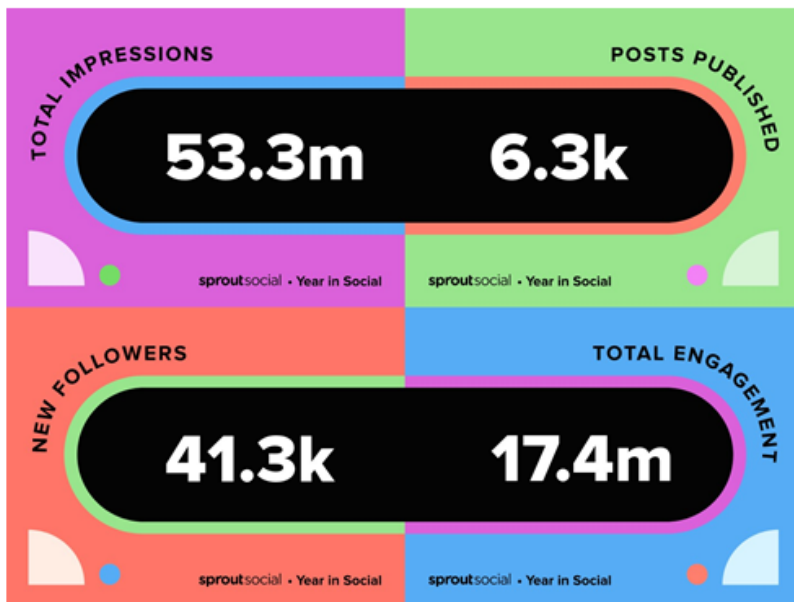 TOTAL IMPRESSIONS
53.3m
sproutsocial • Year in Social
POSTS PUBLISHED
6.3k
sproutsocial • Year in Social
NEW FOLLOWERS
41.3k
sproutsocial • Year in Social
TOTAL ENGAGEMENT
17.4m
sproutsocial • Year in Social